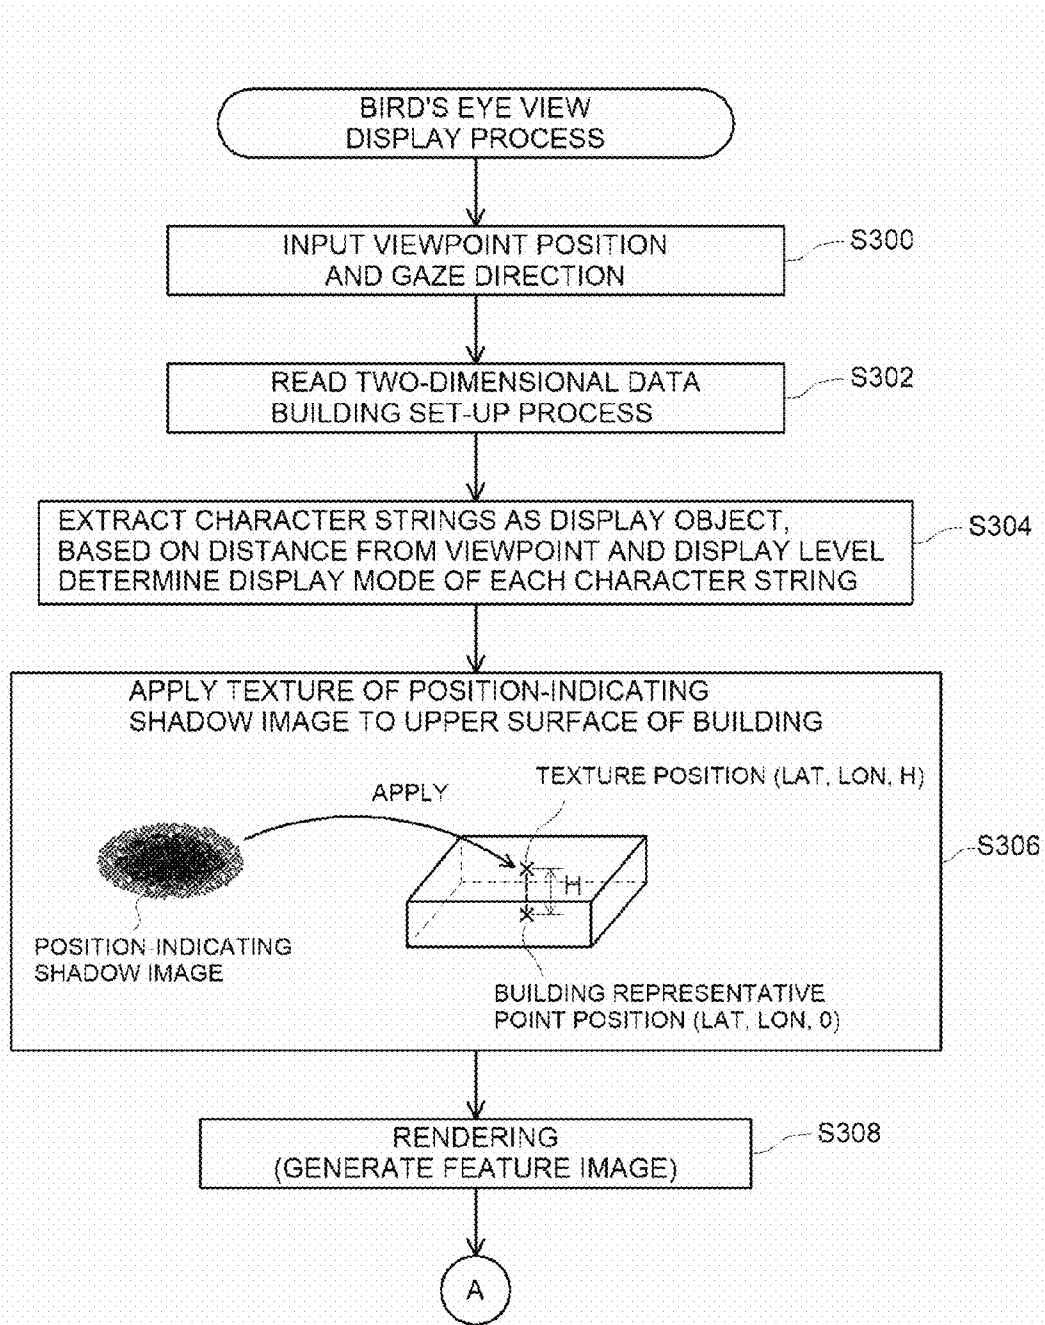 BIRD'S EYE VIEW
DISPLAY PROCESS
INPUT VIEWPOINT POSITION
AND GAZE DIRECTION
S300
READ TWO-DIMENSIONAL DATA
BUILDING SET-UP PROCESS
S302
EXTRACT CHARACTER STRINGS AS DISPLAY OBJECT,
BASED ON DISTANCE FROM VIEWPOINT AND DISPLAY LEVEL
DETERMINE DISPLAY MODE OF EACH CHARACTER STRING
S304
APPLY TEXTURE OF POSITION-INDICATING
SHADOW IMAGE TO UPPER SURFACE OF BUILDING
TEXTURE POSITION (LAT, LON, H)
APPLY
H
S306
POSITION-INDICATING
SHADOW IMAGE
BUILDING REPRESENTATIVE
POINT POSITION (LAT, LON, 0)
RENDERING
(GENERATE FEATURE IMAGE)
S308
A